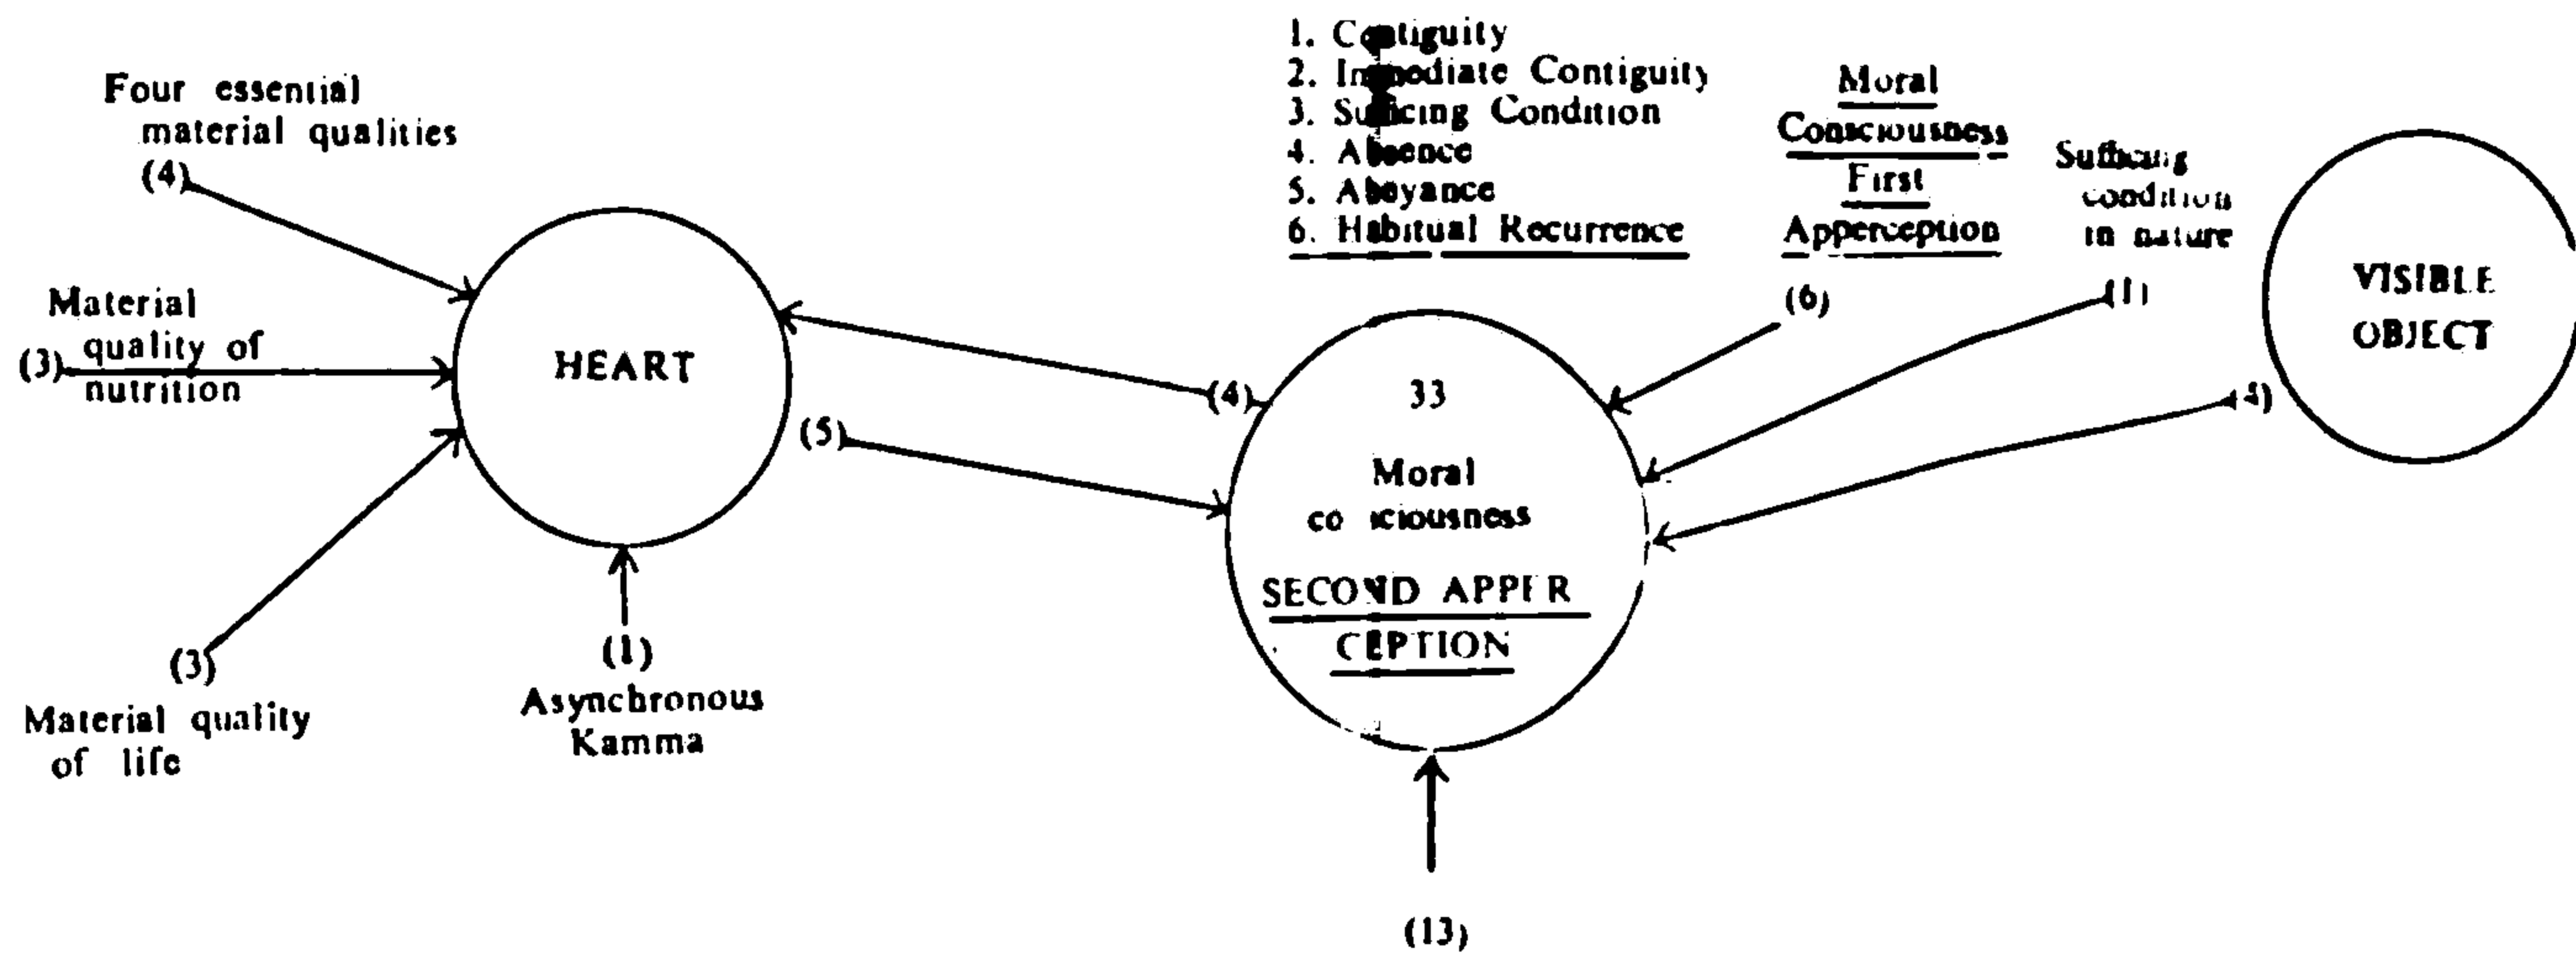 Four essential
material qualities
(4)
Material
quality of
(3)
nutrition
HEART
(3)
Material quality
of life
(1)
Asynchronous
Kamma
(4)
(5)
1. Contiguity
2. Immediate Contiguity
3. Sufficing Condition
4. Absence
5. Abeyance
6. Habitual Recurrence
Moral
Consciousness
First
Apperception
(6)
Sufficing
condition
in nature
(1)
VISIBLE
OBJECT
33
Moral
consciousness
SECOND APPER
CEPTION
(13)